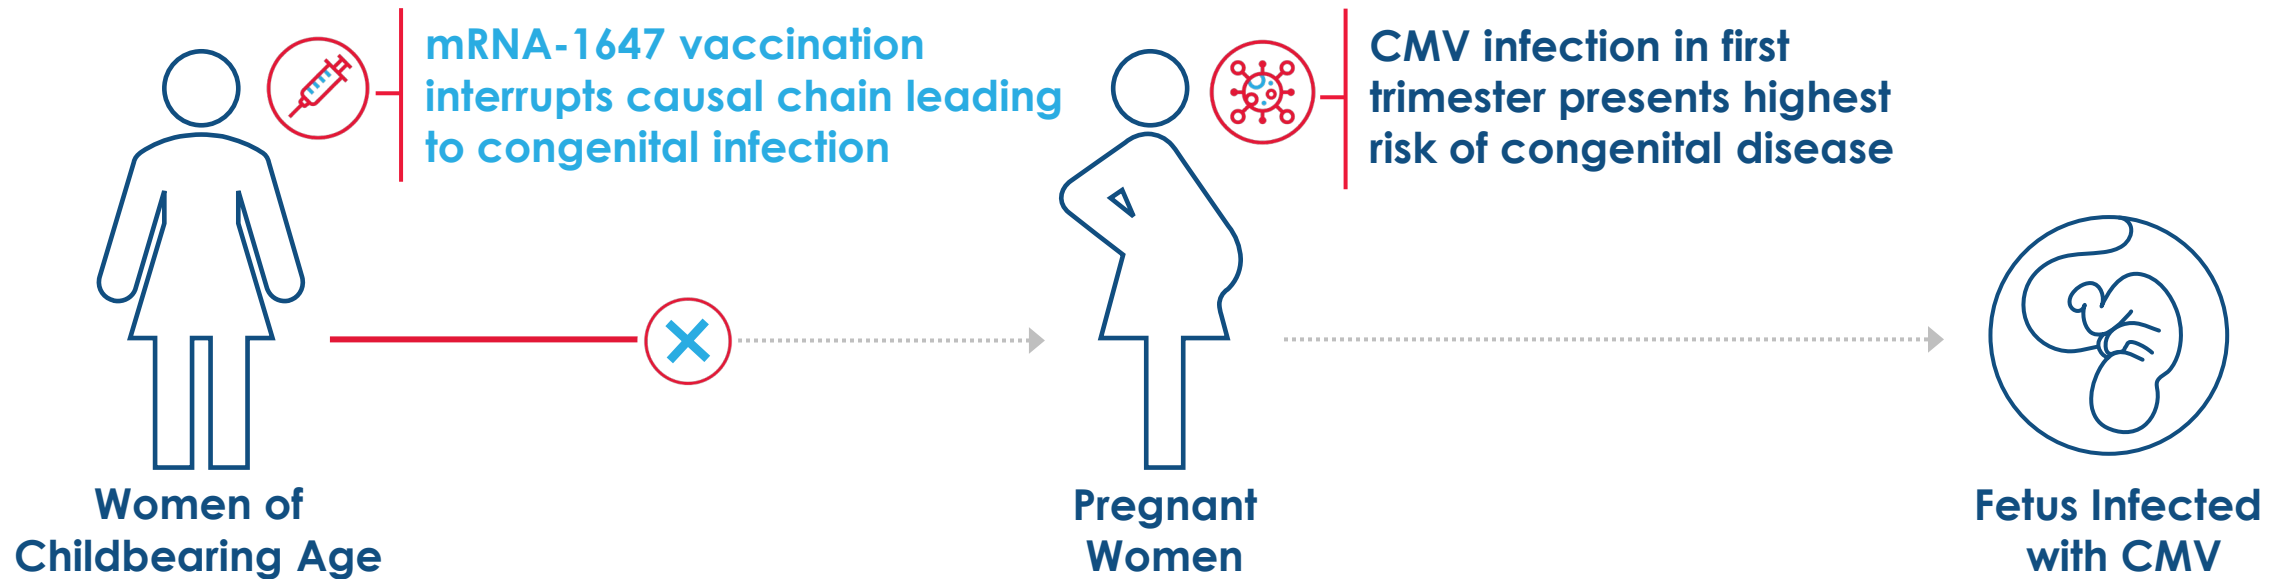 mRNA-1647 vaccination
interrupts causal chain leading
to congenital infection
CMV infection in first
trimester presents highest
risk of congenital disease
Women of
Childbearing Age
Pregnant
Women
Fetus Infected
with CMV